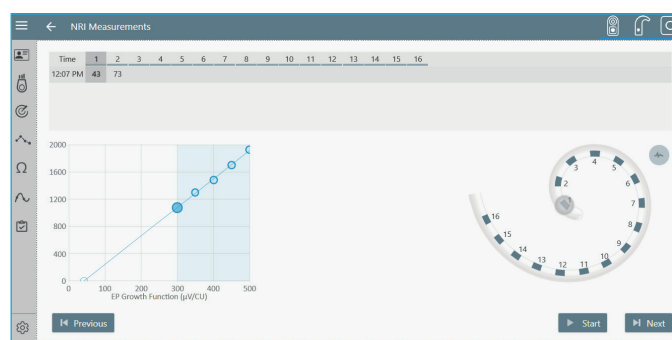 NRI Measurements
Time 1 2 3 4 5 6 7 8 9 10 11 12 13 14 15 16
12:07 PM 43 73
2000
1600
1200
800
400
0
0 100 200 300 400 500
EP Growth Function (µV/CU)
2 3 4 5 6 7 8 9 10 11 12 13 14 15 16
Previous
Start
Next